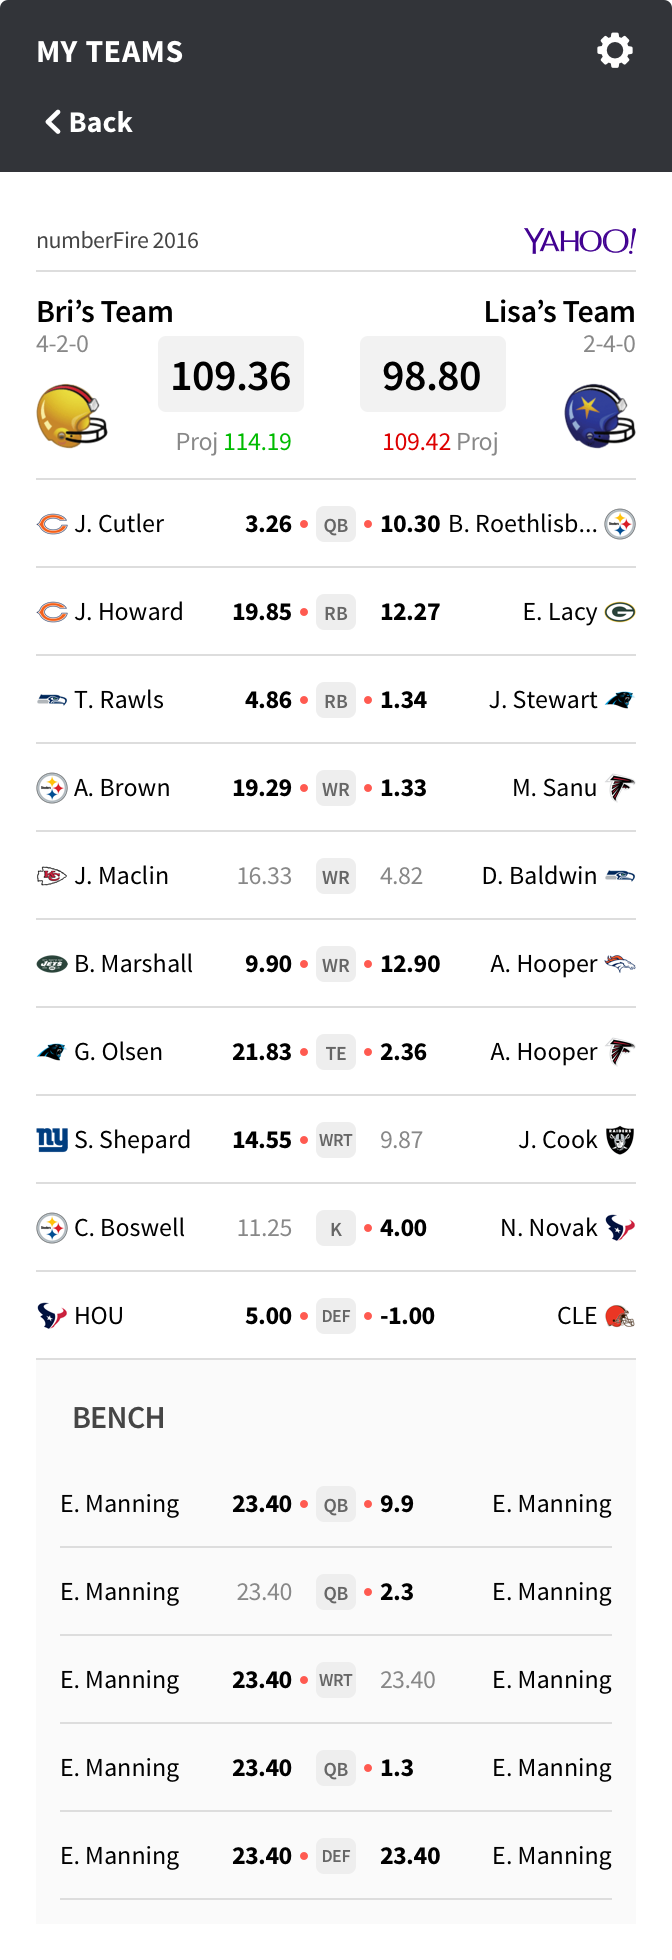 MY TEAMS
Back
numberFire 2016 YAHOO!
Bri’s Team Lisa’s Team
4-2-0 2-4-0
109.36 98.80
Proj 114.19 109.42 Proj
J. Cutler 3.26 QB 10.30 B. Roethlisb...
J. Howard 19.85 RB 12.27 E. Lacy
T. Rawls 4.86 RB 1.34 J. Stewart
A. Brown 19.29 WR 1.33 M. Sanu
J. Maclin 16.33 WR 4.82 D. Baldwin
B. Marshall 9.90 WR 12.90 A. Hooper
G. Olsen 21.83 TE 2.36 A. Hooper
ny S. Shepard 14.55 WRT 9.87 J. Cook
C. Boswell 11.25 K 4.00 N. Novak
HOU 5.00 DEF -1.00 CLE
BENCH
E. Manning 23.40 QB 9.9 E. Manning
E. Manning 23.40 QB 2.3 E. Manning
E. Manning 23.40 WRT 23.40 E. Manning
E. Manning 23.40 QB 1.3 E. Manning
E. Manning 23.40 DEF 23.40 E. Manning